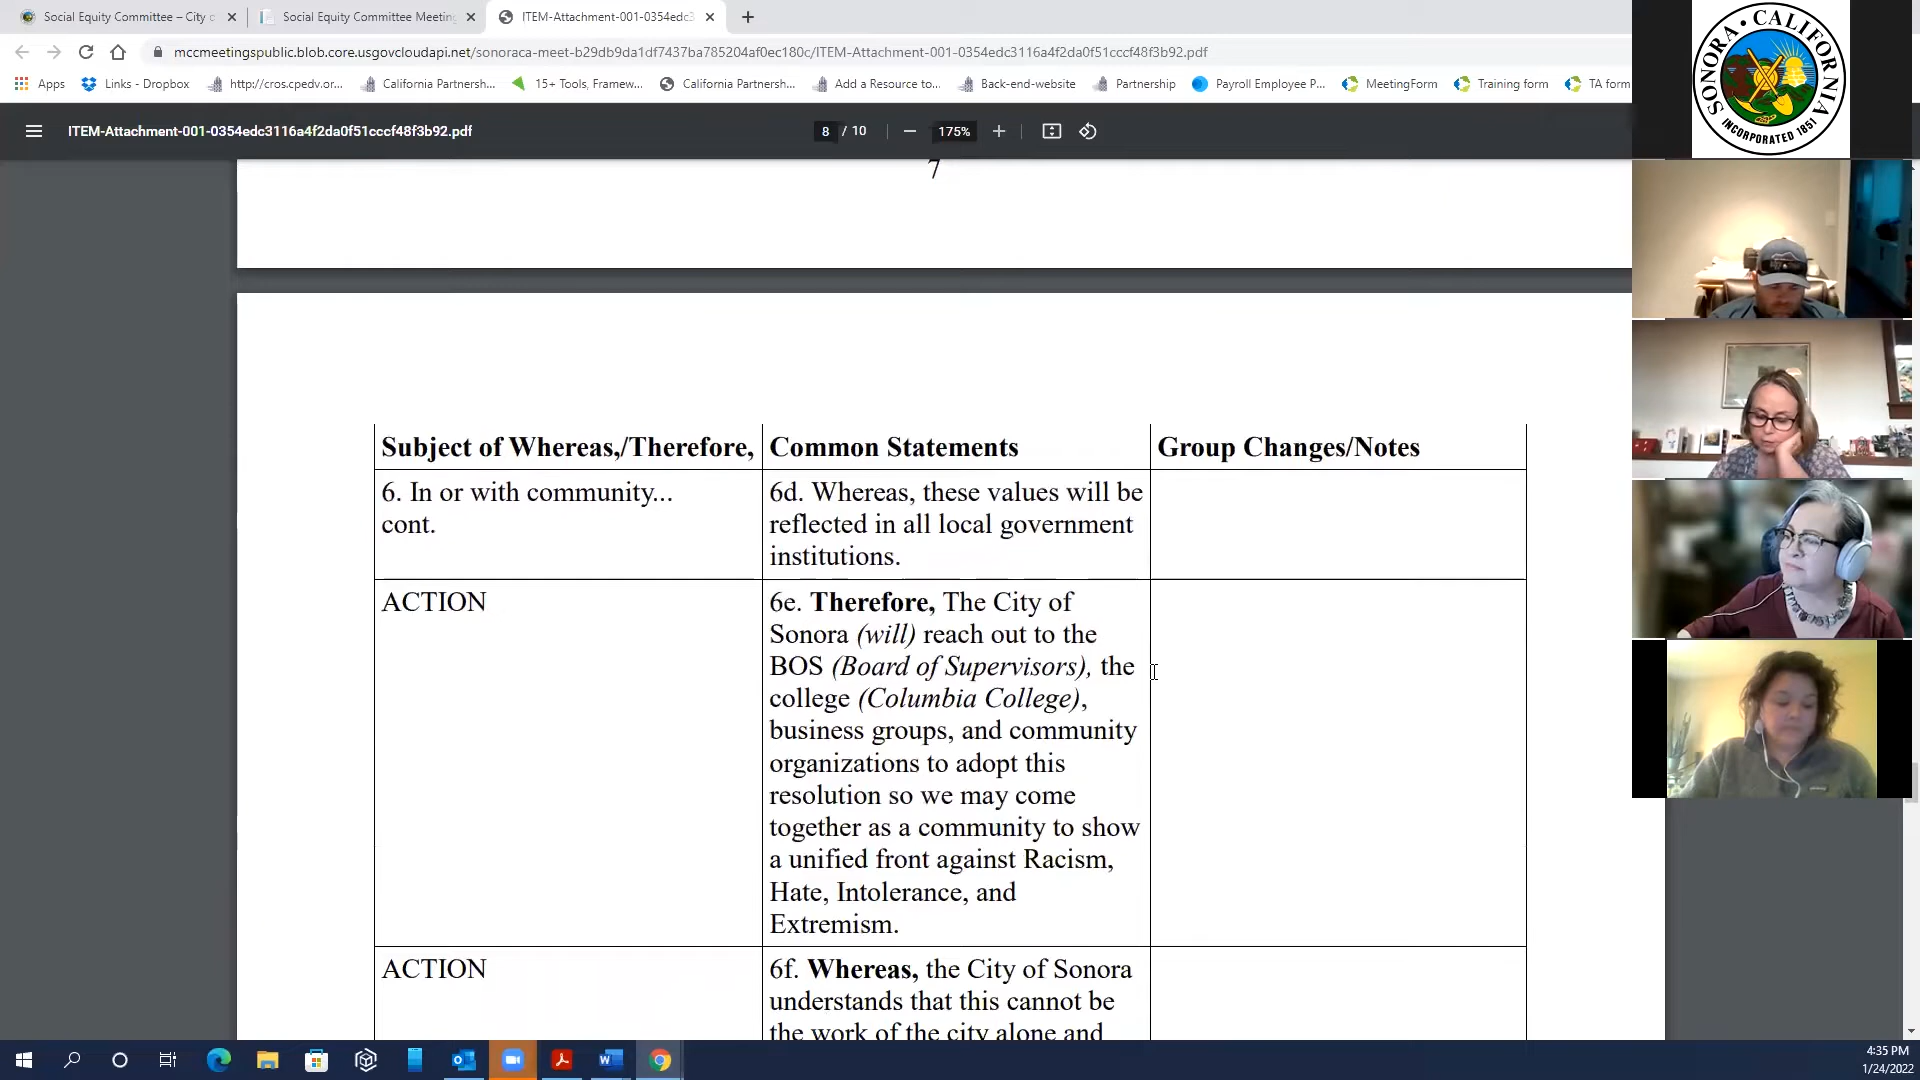 Social Equity Committee – City o
Social Equity Committee Meeting
ITEM-Attachment-001-0354edc3
mccmeetingspublic.blob.core.usgovcloudapi.net/sonoraca-meet-b29db9da1df7437ba785204af0ec180c/ITEM-Attachment-001-0354edc3116a4f2da0f51cccf48f3b92.pdf
Apps
Links - Dropbox
http://cros.cpedv.or...
California Partnersh...
15+ Tools, Framew...
California Partnersh...
Add a Resource to...
Back-end-website
Partnership
Payroll Employee P...
MeetingForm
Training form
TA form
SONORA • CALIFORNIA
INCORPORATED 1851
ITEM-Attachment-001-0354edc3116a4f2da0f51cccf48f3b92.pdf
8 / 10
175%
7
Subject of Whereas,/Therefore,
Common Statements
Group Changes/Notes
6. In or with community...
cont.
6d. Whereas, these values will be
reflected in all local government
institutions.
ACTION
6e. Therefore, The City of
Sonora (will) reach out to the
BOS (Board of Supervisors), the
college (Columbia College),
business groups, and community
organizations to adopt this
resolution so we may come
together as a community to show
a unified front against Racism,
Hate, Intolerance, and
Extremism.
ACTION
6f. Whereas, the City of Sonora
understands that this cannot be
the work of the city alone and
4:35 PM
1/24/2022